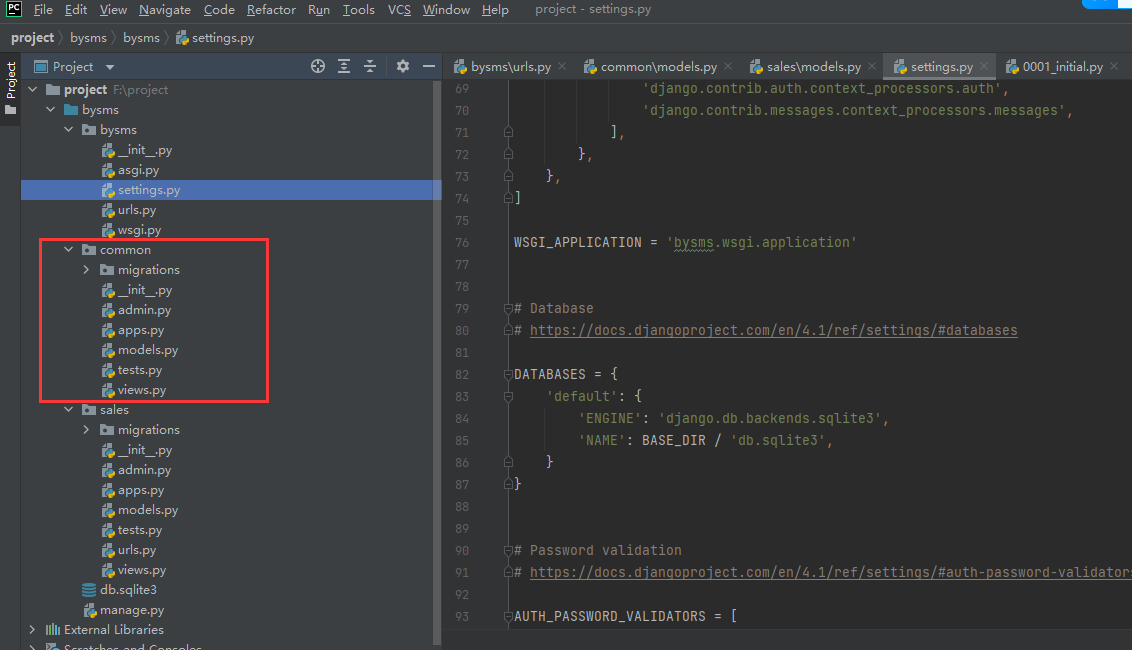 PC File Edit View Navigate Code Refactor Run Tools VCS Window Help project - settings.py
project bysms bysms settings.py
Project
Project
project F:\project
bysms
bysms
__init__.py
asgi.py
settings.py
urls.py
wsgi.py
common
migrations
__init__.py
admin.py
apps.py
models.py
tests.py
views.py
sales
migrations
__init__.py
admin.py
apps.py
models.py
tests.py
urls.py
views.py
db.sqlite3
manage.py
External Libraries
Scratches and Consoles
bysms\urls.py common\models.py sales\models.py settings.py 0001_initial.py
69 'django.contrib.auth.context_processors.auth',
70 'django.contrib.messages.context_processors.messages',
71 ],
72 },
73 },
74 ]
75
76 WSGI_APPLICATION = 'bysms.wsgi.application'
77
78
79 # Database
80 # https://docs.djangoproject.com/en/4.1/ref/settings/#databases
81
82 DATABASES = {
83 'default': {
84 'ENGINE': 'django.db.backends.sqlite3',
85 'NAME': BASE_DIR / 'db.sqlite3',
86 }
87 }
88
89
90 # Password validation
91 # https://docs.djangoproject.com/en/4.1/ref/settings/#auth-password-validators
92
93 AUTH_PASSWORD_VALIDATORS = [